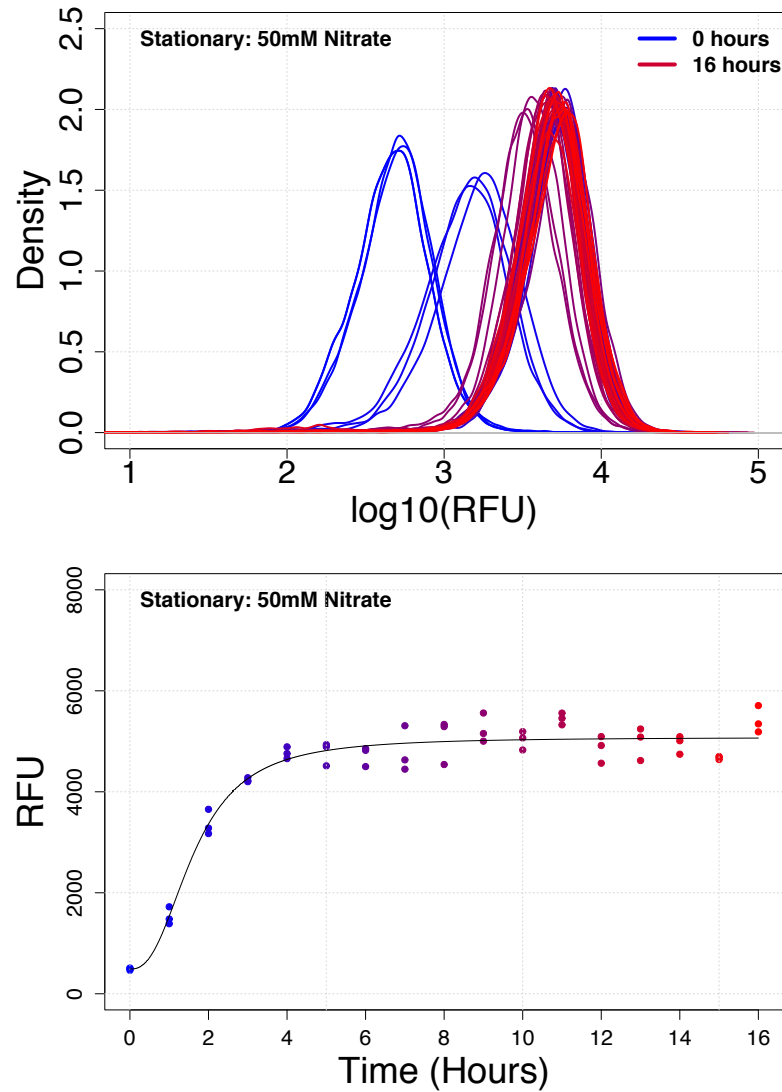 Stationary: 50mM Nitrate
0 hours
16 hours
2.5
2.0
1.5
1.0
0.5
0.0
Density
1 2 3 4 5
log10(RFU)
Stationary: 50mM Nitrate
8000
6000
4000
2000
0
RFU
0 2 4 6 8 10 12 14 16
Time (Hours)